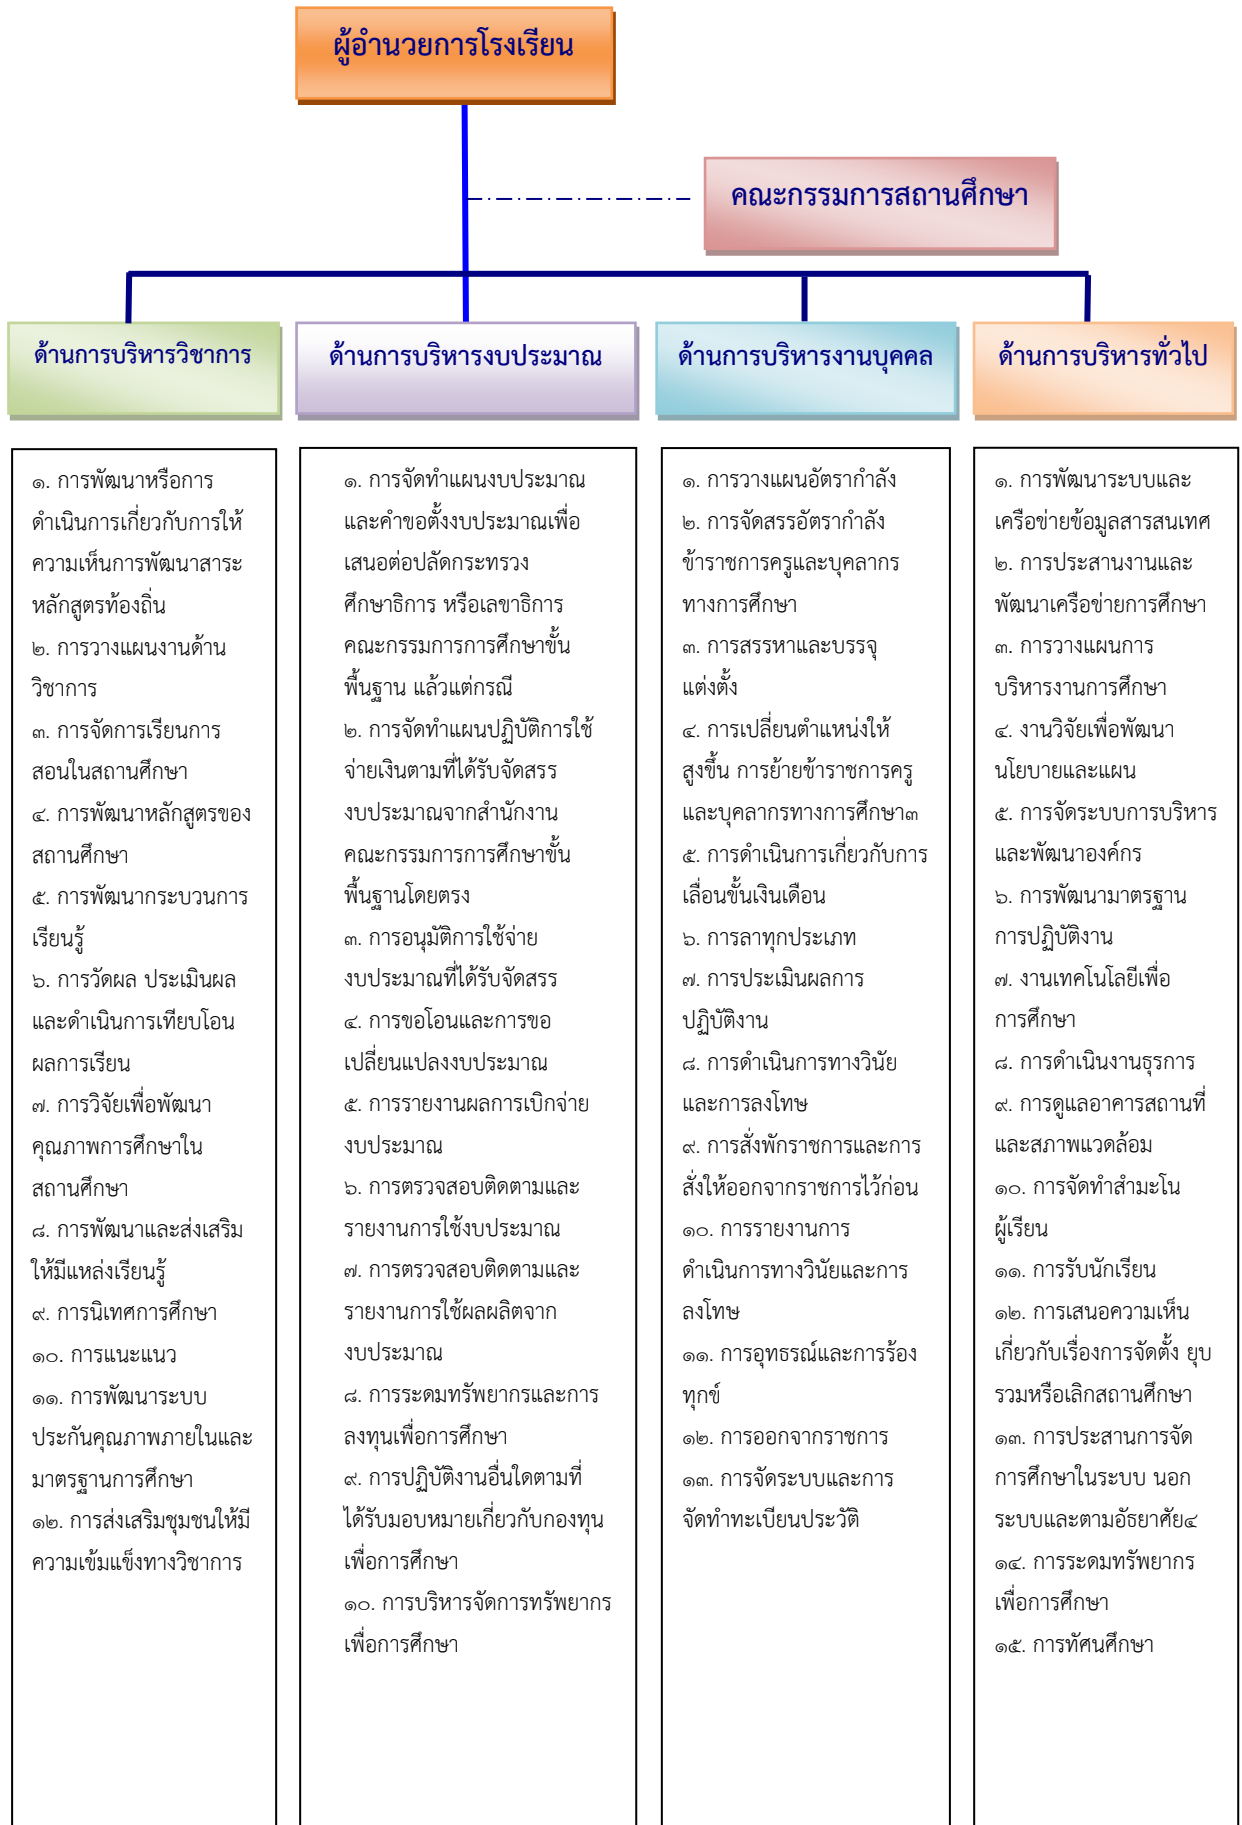 ผู้อำนวยการโรงเรียน
คณะกรรมการสถานศึกษา
ด้านการบริหารวิชาการ
ด้านการบริหารงบประมาณ
ด้านการบริหารงานบุคคล
ด้านการบริหารทั่วไป
๑. การพัฒนาหรือการ
ดำเนินการเกี่ยวกับการให้
ความเห็นการพัฒนาสาระ
หลักสูตรท้องถิ่น
๒. การวางแผนงานด้าน
วิชาการ
๓. การจัดการเรียนการ
สอนในสถานศึกษา
๔. การพัฒนาหลักสูตรของ
สถานศึกษา
๕. การพัฒนากระบวนการ
เรียนรู้
๖. การวัดผล ประเมินผล
และดำเนินการเทียบโอน
ผลการเรียน
๗. การวิจัยเพื่อพัฒนา
คุณภาพการศึกษาใน
สถานศึกษา
๘. การพัฒนาและส่งเสริม
ให้มีแหล่งเรียนรู้
๙. การนิเทศการศึกษา
๑๐. การแนะแนว
๑๑. การพัฒนาระบบ
ประกันคุณภาพภายในและ
มาตรฐานการศึกษา
๑๒. การส่งเสริมชุมชนให้มี
ความเข้มแข็งทางวิชาการ
๑. การจัดทำแผนงบประมาณ
และคำขอตั้งงบประมาณเพื่อ
เสนอต่อปลัดกระทรวง
ศึกษาธิการ หรือเลขาธิการ
คณะกรรมการการศึกษาขั้น
พื้นฐาน แล้วแต่กรณี
๒. การจัดทำแผนปฏิบัติการใช้
จ่ายเงินตามที่ได้รับจัดสรร
งบประมาณจากสำนักงาน
คณะกรรมการการศึกษาขั้น
พื้นฐานโดยตรง
๓. การอนุมัติการใช้จ่าย
งบประมาณที่ได้รับจัดสรร
๔. การขอโอนและการขอ
เปลี่ยนแปลงงบประมาณ
๕. การรายงานผลการเบิกจ่าย
งบประมาณ
๖. การตรวจสอบติดตามและ
รายงานการใช้งบประมาณ
๗. การตรวจสอบติดตามและ
รายงานการใช้ผลผลิตจาก
งบประมาณ
๘. การระดมทรัพยากรและการ
ลงทุนเพื่อการศึกษา
๙. การปฏิบัติงานอื่นใดตามที่
ได้รับมอบหมายเกี่ยวกับกองทุน
เพื่อการศึกษา
๑๐. การบริหารจัดการทรัพยากร
เพื่อการศึกษา
๑. การวางแผนอัตรากำลัง
๒. การจัดสรรอัตรากำลัง
ข้าราชการครูและบุคลากร
ทางการศึกษา
๓. การสรรหาและบรรจุ
แต่งตั้ง
๔. การเปลี่ยนตำแหน่งให้
สูงขึ้น การย้ายข้าราชการครู
และบุคลากรทางการศึกษา๓
๕. การดำเนินการเกี่ยวกับการ
เลื่อนขั้นเงินเดือน
๖. การลาทุกประเภท
๗. การประเมินผลการ
ปฏิบัติงาน
๘. การดำเนินการทางวินัย
และการลงโทษ
๙. การสั่งพักราชการและการ
สั่งให้ออกจากราชการไว้ก่อน
๑๐. การรายงานการ
ดำเนินการทางวินัยและการ
ลงโทษ
๑๑. การอุทธรณ์และการร้อง
ทุกข์
๑๒. การออกจากราชการ
๑๓. การจัดระบบและการ
จัดทำทะเบียนประวัติ
๑. การพัฒนาระบบและ
เครือข่ายข้อมูลสารสนเทศ
๒. การประสานงานและ
พัฒนาเครือข่ายการศึกษา
๓. การวางแผนการ
บริหารงานการศึกษา
๔. งานวิจัยเพื่อพัฒนา
นโยบายและแผน
๕. การจัดระบบการบริหาร
และพัฒนาองค์กร
๖. การพัฒนามาตรฐาน
การปฏิบัติงาน
๗. งานเทคโนโลยีเพื่อ
การศึกษา
๘. การดำเนินงานธุรการ
๙. การดูแลอาคารสถานที่
และสภาพแวดล้อม
๑๐. การจัดทำสำมะโน
ผู้เรียน
๑๑. การรับนักเรียน
๑๒. การเสนอความเห็น
เกี่ยวกับเรื่องการจัดตั้ง ยุบ
รวมหรือเลิกสถานศึกษา
๑๓. การประสานการจัด
การศึกษาในระบบ นอก
ระบบและตามอัธยาศัย๔
๑๔. การระดมทรัพยากร
เพื่อการศึกษา
๑๕. การทัศนศึกษา